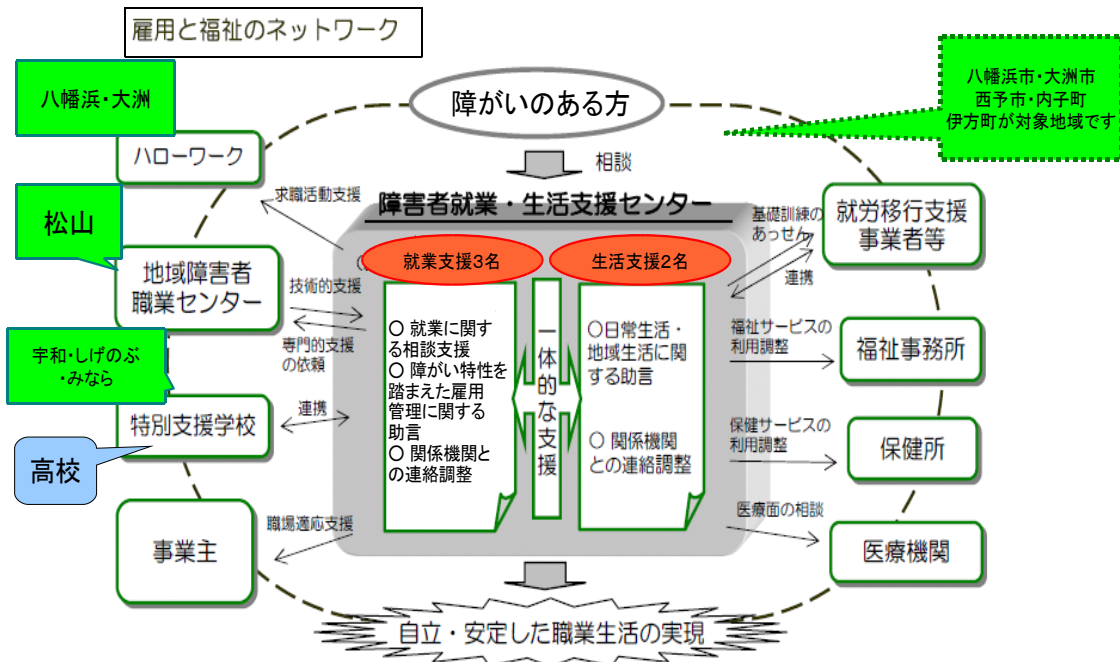 雇用と福祉のネットワーク
八幡浜・大洲
障がいのある方
八幡浜市・大洲市
西予市・内子町
伊方町が対象地域です
ハローワーク
相談
松山
求職活動支援
障害者就業・生活支援センター
基礎訓練の
あっせん
就労移行支援
事業者等
就業支援3名
生活支援2名
地域障害者
職業センター
技術的支援
連携
専門的支援
の依頼
○ 就業に関す
る相談支援
○ 障がい特性を
踏まえた雇用
管理に関する
助言
○ 関係機関と
の連絡調整
一体的な支援
○日常生活・
地域生活に関
する助言
○ 関係機関
との連絡調整
福祉サービスの
利用調整
福祉事務所
宇和・しげのぶ
・みなら
特別支援学校
連携
保健サービスの
利用調整
保健所
高校
事業主
職場適応支援
医療面の相談
医療機関
自立・安定した職業生活の実現